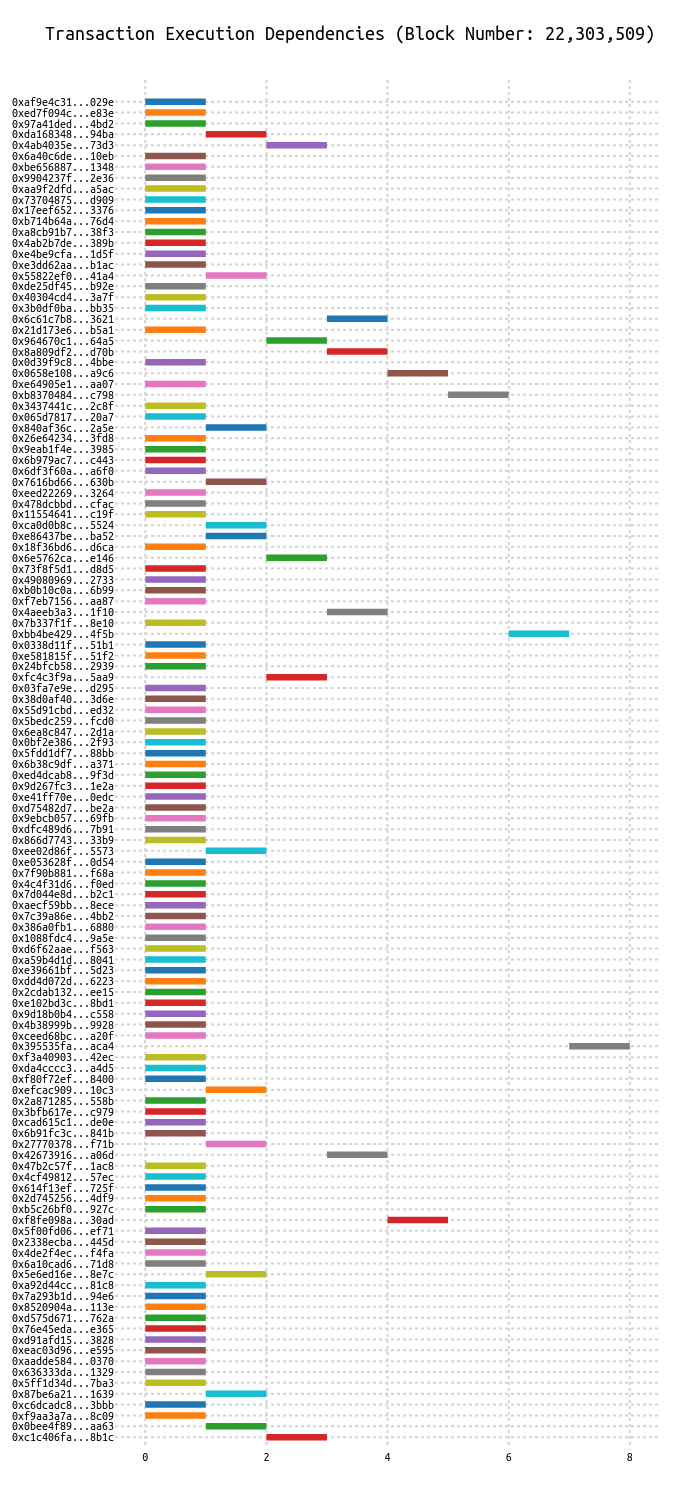 Transaction Execution Dependencies (Block Number: 22,303,509)
0xaf9e4c31...029e
0xed7f094c...e83e
0x97a41ded...4bd2
0xda168348...94ba
0x4ab4035e...73d3
0x6a40c6de...10eb
0xbe656887...1348
0x9904237f...2e36
0xaa9f2dfd...a5ac
0x73704875...d909
0x17eef652...3376
0xb714b64a...76d4
0xa8cb91b7...38f3
0x4ab2b7de...389b
0xe4be9cfa...1d5f
0xe3dd62aa...b1ac
0x55822ef0...41a4
0xde25df45...b92e
0x40304cd4...3a7f
0x3b0df0ba...bb35
0x6c61c7b8...3621
0x21d173e6...b5a1
0x964670c1...64a5
0x8a809df2...d70b
0x0d39f9c8...4bbe
0x0658e108...a9c6
0xe64905e1...aa07
0xb8370484...c798
0x3437441c...2c8f
0x065d7817...20a7
0x840af36c...2a5e
0x26e64234...3fd8
0x9eab1f4e...3985
0x6b979ac7...c443
0x6df3f60a...a6f0
0x7616bd66...630b
0xeed22269...3264
0x478dcbbd...cfac
0x11554641...c19f
0xca0d0b8c...5524
0xe86437be...ba52
0x18f36bd6...d6ca
0x6e5762ca...e146
0x73f8f5d1...d8d5
0x49080969...2733
0xb0b10c0a...6b99
0xf7eb7156...aa87
0x4aeeb3a3...1f10
0x7b337f1f...8e10
0xbb4be429...4f5b
0x0338d11f...51b1
0xe581815f...51f2
0x24bfcb58...2939
0xfc4c3f9a...5aa9
0x03fa7e9e...d295
0x38d0af40...3d6e
0x55d91cbd...ed32
0x5bedc259...fcd0
0x6ea8c847...2d1a
0x0bf2e386...2f93
0x5fdd1df7...88bb
0x6b38c9df...a371
0xed4dcab8...9f3d
0x9d267fc3...1e2a
0xe41ff70e...0edc
0xd75482d7...be2a
0x9ebcb057...69fb
0xdfc489d6...7b91
0x866d7743...33b9
0xee02d86f...5573
0xe053628f...0d54
0x7f90b881...f68a
0x4c4f31d6...f0ed
0x7d044e8d...b2c1
0xaecf59bb...8ece
0x7c39a86e...4bb2
0x386a0fb1...6880
0x1088fdc4...9a5e
0xd6f62aae...f563
0xa59b4d1d...8041
0xe39661bf...5d23
0xdd4d072d...6223
0x2cdab132...ee15
0xe102bd3c...8bd1
0x9d18b0b4...c558
0x4b38999b...9928
0xceed68bc...a20f
0x395535fa...aca4
0xf3a40903...42ec
0xda4cccc3...a4d5
0xf80f72ef...8400
0xefcac909...10c3
0x2a871285...558b
0x3bfb617e...c979
0xcad615c1...de0e
0x6b91fc3c...841b
0x27770378...f71b
0x42673916...a06d
0x47b2c57f...1ac8
0x4cf49812...57ec
0x614f13ef...725f
0x2d745256...4df9
0xb5c26bf0...927c
0xf8fe098a...30ad
0x5f00fd06...ef71
0x2338ecba...445d
0x4de2f4ec...f4fa
0x6a10cad6...71d8
0x5e6ed16e...8e7c
0xa92d44cc...81c8
0x7a293b1d...94e6
0x8520904a...113e
0xd575d671...762a
0x76e45eda...e365
0xd91afd15...3828
0xeac03d96...e595
0xaadde584...0370
0x636333da...1329
0x5ff1d34d...7ba3
0x87be6a21...1639
0xc6dcadc8...3bbb
0xf9aa3a7a...8c09
0x0bee4f89...aa63
0xc1c406fa...8b1c
0 2 4 6 8